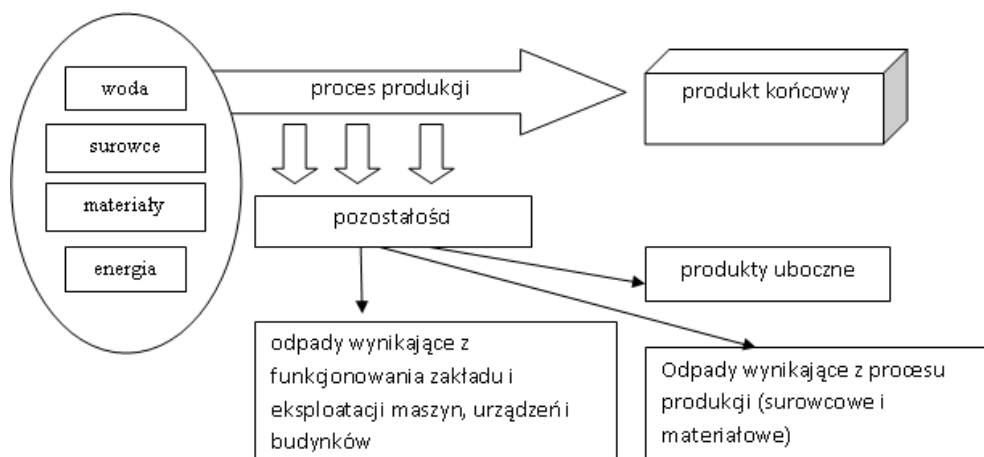 woda
surowce
materiały
energia
proces produkcji
produkt końcowy
pozostałości
produkty uboczne
odpady wynikające z
funkcjonowania zakładu i
eksploatacji maszyn, urządzeń i
budynków
Odpady wynikające z procesu
produkcji (surowcowe i
materiałowe)